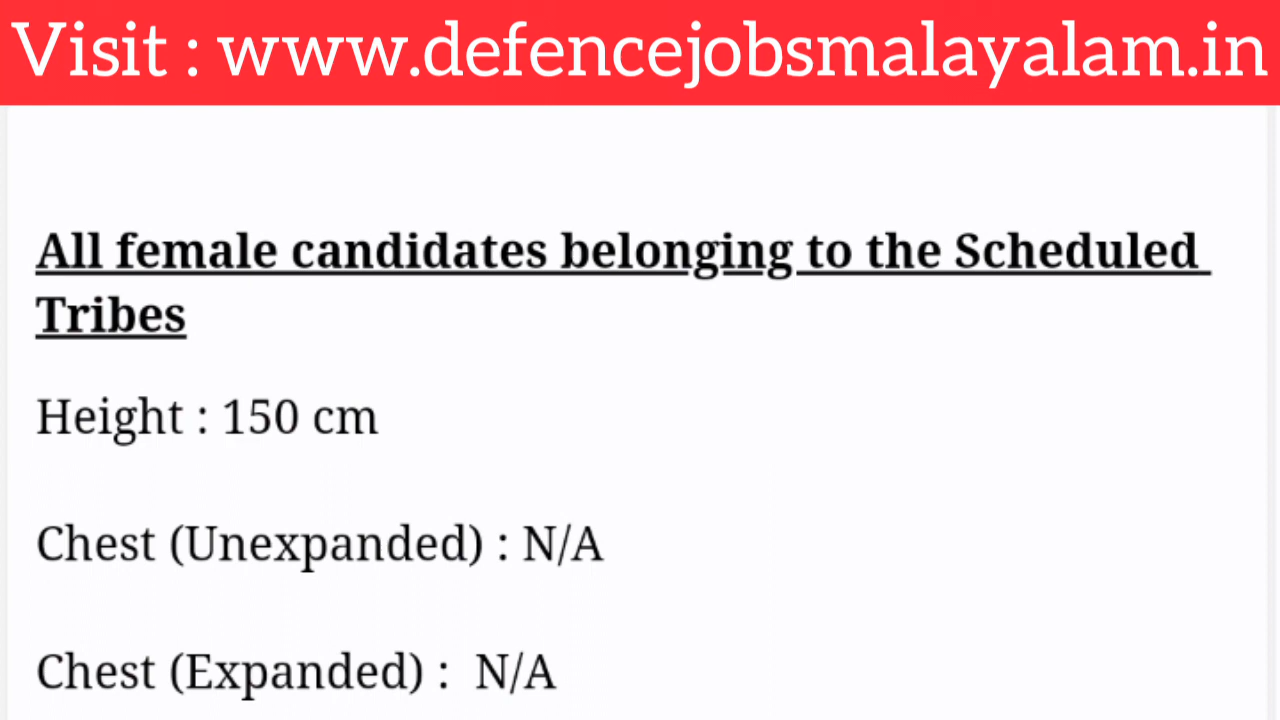 Visit : www.defencejobsmalayalam.in
All female candidates belonging to the Scheduled
Tribes
Height : 150 cm
Chest (Unexpanded) : N/A
Chest (Expanded) :  N/A